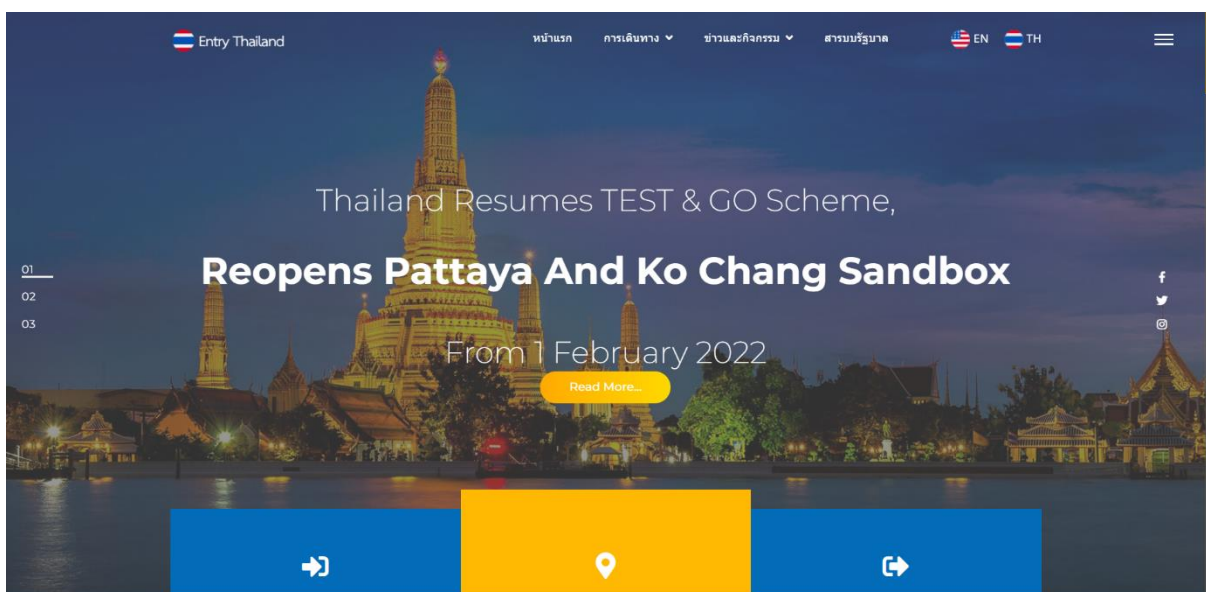 Entry Thailand
หน้าแรก
การเดินทาง
ข่าวและกิจกรรม
สารบบรัฐบาล
EN
TH
Thailand Resumes TEST & GO Scheme,
01
Reopens Pattaya And Ko Chang Sandbox
02
03
From 1 February 2022
Read More...